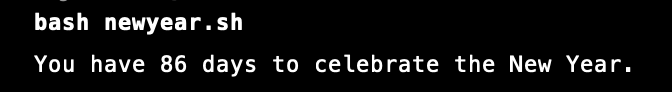 bash newyear.sh
You have 86 days to celebrate the New Year.